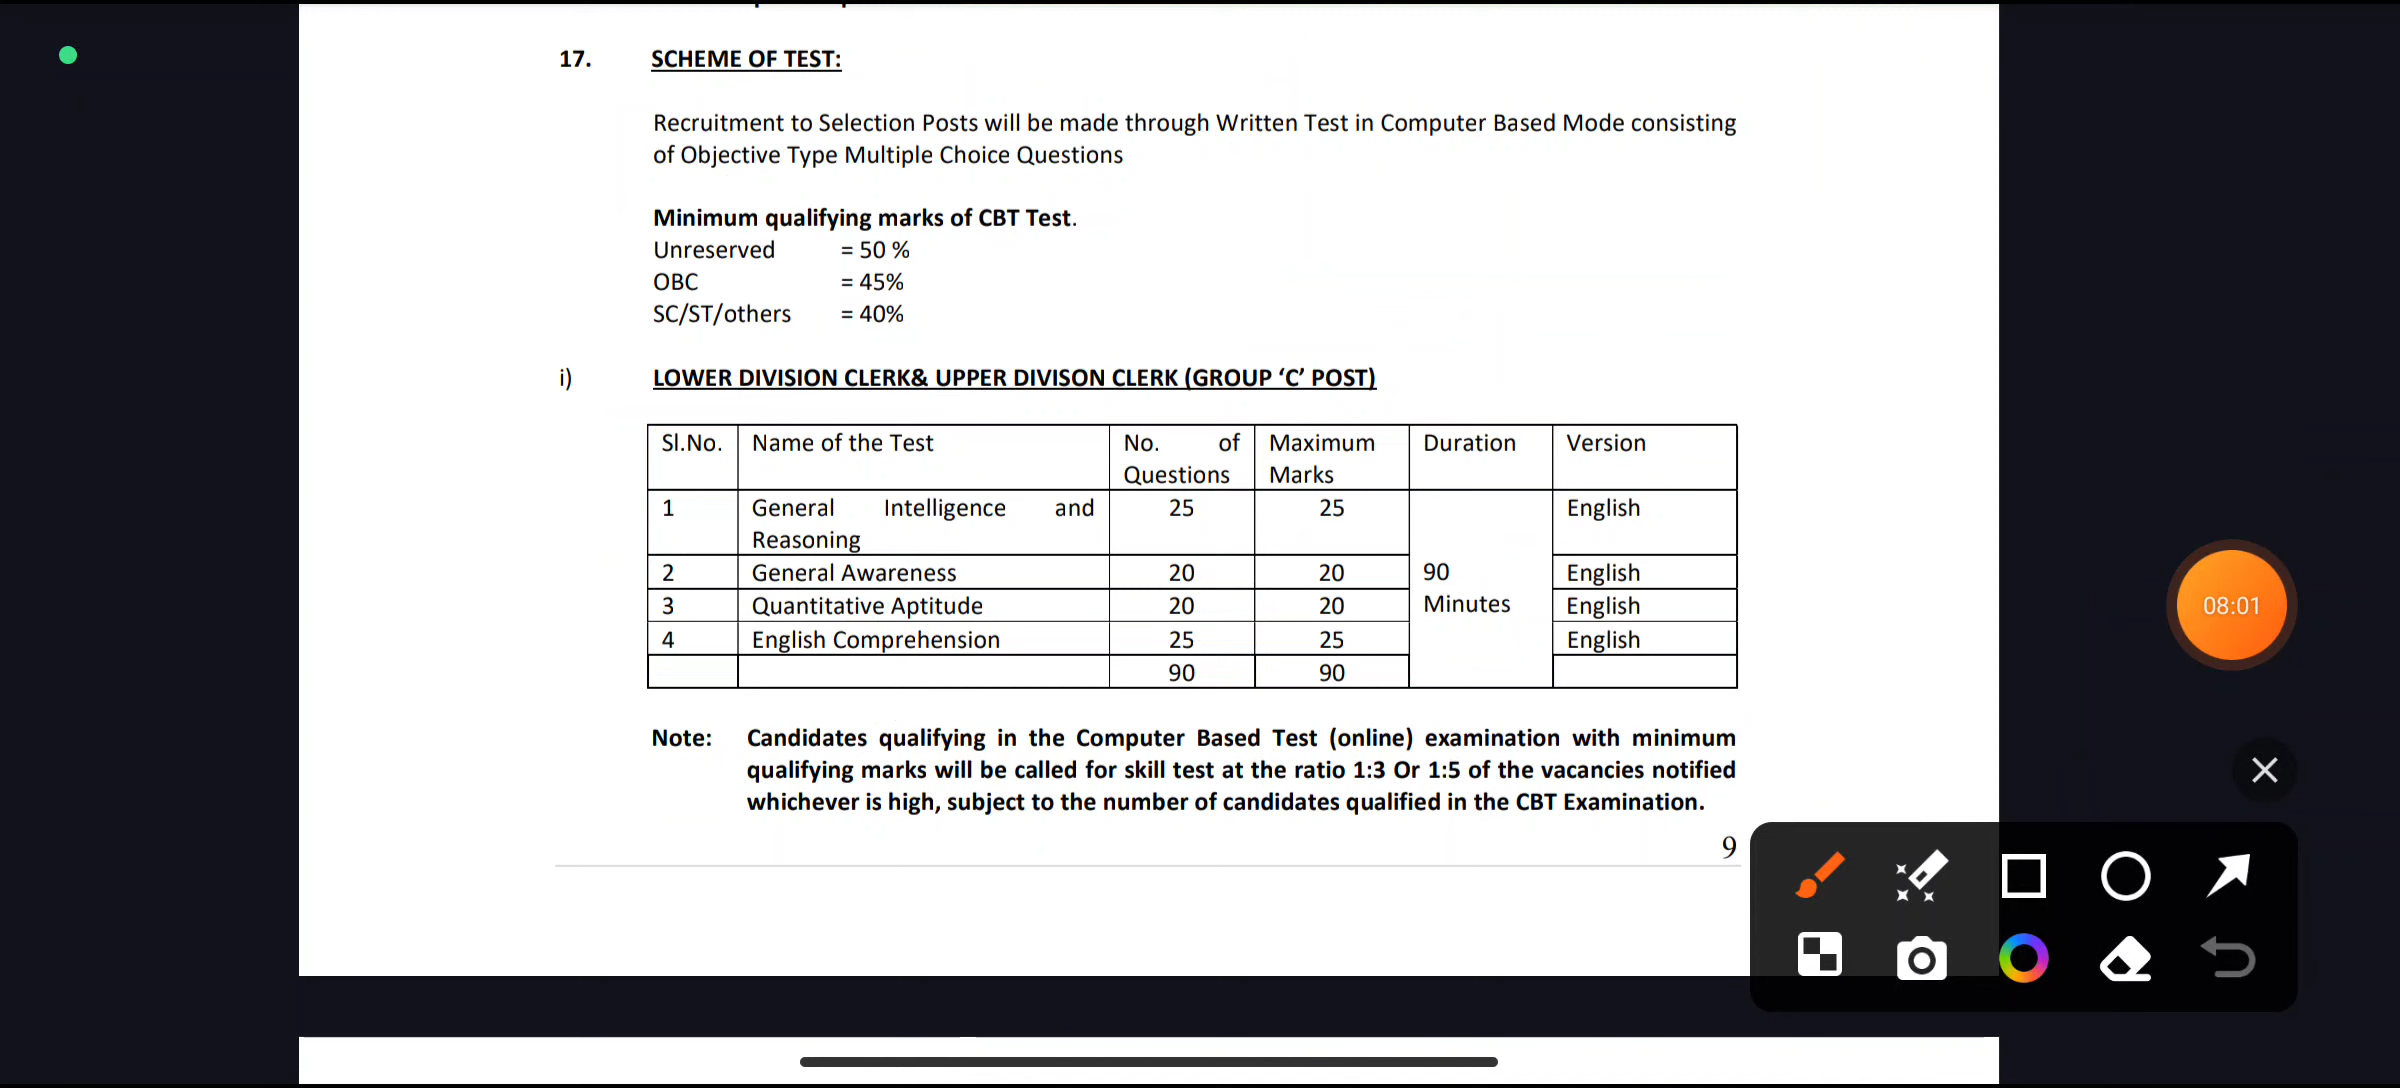 17. SCHEME OF TEST:
Recruitment to Selection Posts will be made through Written Test in Computer Based Mode consisting
of Objective Type Multiple Choice Questions
Minimum qualifying marks of CBT Test.
Unreserved = 50 %
OBC = 45%
SC/ST/others = 40%
i) LOWER DIVISION CLERK& UPPER DIVISON CLERK (GROUP ‘C’ POST)
Sl.No. Name of the Test No. of Maximum Duration Version
Questions Marks
1 General Intelligence and 25 25 English
Reasoning
2 General Awareness 20 20 90 English
3 Quantitative Aptitude 20 20 Minutes English
4 English Comprehension 25 25 English
90 90
Note: Candidates qualifying in the Computer Based Test (online) examination with minimum
qualifying marks will be called for skill test at the ratio 1:3 Or 1:5 of the vacancies notified
whichever is high, subject to the number of candidates qualified in the CBT Examination.
9
08:01